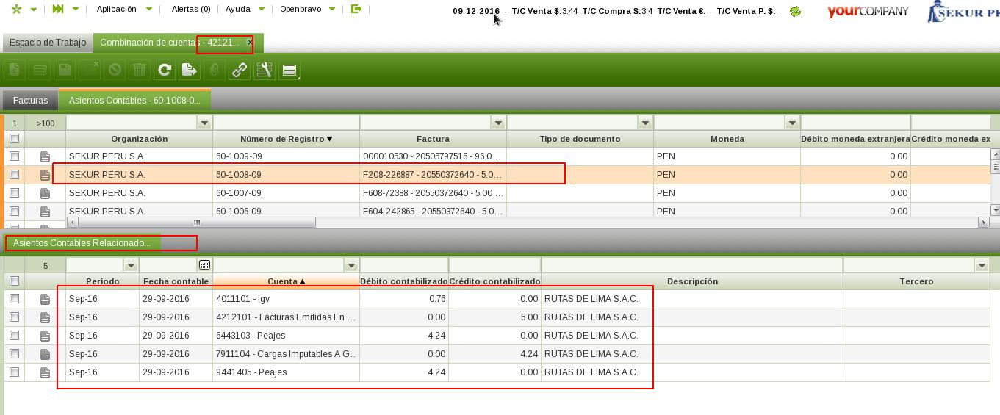 Aplicación Alertas (0) Ayuda Openbravo 09-12-2016 - T/C Venta $:3.44 T/C Compra $:3.4 T/C Venta €:-- T/C Venta P. $:-- yourCOMPANY SEKUR PE
Espacio de Trabajo Combinación de cuentas - 42121... x
Facturas Asientos Contables - 60-1008-0...
1 >100
Organización Número de Registro Factura Tipo de documento Moneda Débito moneda extranjera Crédito moneda ex
SEKUR PERU S.A. 60-1009-09 000010530 - 20505797516 - 96.0... PEN 0.00
SEKUR PERU S.A. 60-1008-09 F208-226887 - 20550372640 - 5.0... PEN 0.00
SEKUR PERU S.A. 60-1007-09 F608-72388 - 20550372640 - 5.00 ... PEN 0.00
SEKUR PERU S.A. 60-1006-09 F604-242865 - 20550372640 - 5.0... PEN 0.00
Asientos Contables Relacionado...
5
Periodo Fecha contable Cuenta Débito contabilizado Crédito contabilizado Descripción Tercero
Sep-16 29-09-2016 4011101 - Igv 0.76 0.00 RUTAS DE LIMA S.A.C.
Sep-16 29-09-2016 4212101 - Facturas Emitidas En ... 0.00 5.00 RUTAS DE LIMA S.A.C.
Sep-16 29-09-2016 6443103 - Peajes 4.24 0.00 RUTAS DE LIMA S.A.C.
Sep-16 29-09-2016 7911104 - Cargas Imputables A G.. 0.00 4.24 RUTAS DE LIMA S.A.C.
Sep-16 29-09-2016 9441405 - Peajes 4.24 0.00 RUTAS DE LIMA S.A.C.